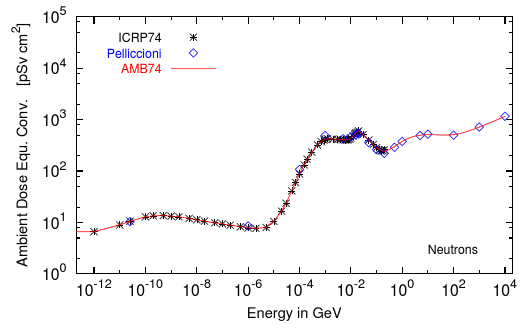 10^5
10^4
10^3
10^2
10^1
10^0
Ambient Dose Equ. Conv. [pSv cm^2]
ICRP74
Pelliccioni
AMB74
Neutrons
10^-12 10^-10 10^-8 10^-6 10^-4 10^-2 10^0 10^2 10^4
Energy in GeV